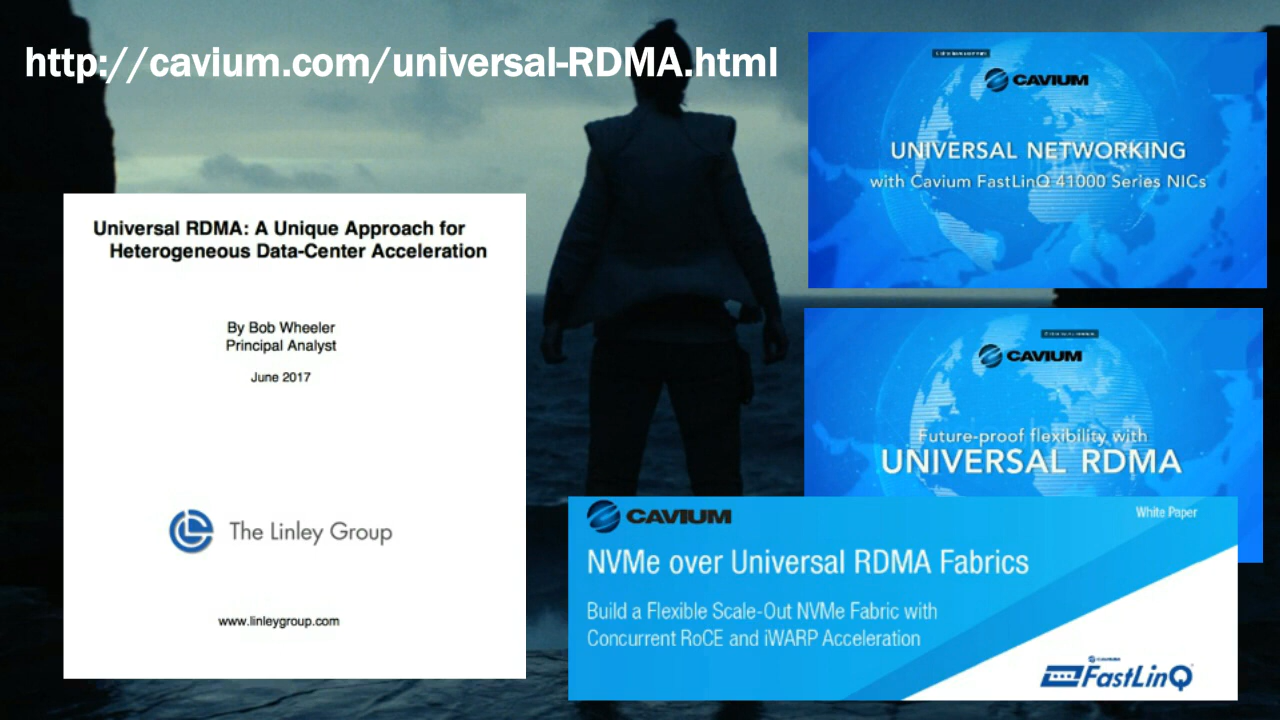 http://cavium.com/universal-RDMA.html
Universal RDMA: A Unique Approach for
Heterogeneous Data-Center Acceleration
By Bob Wheeler
Principal Analyst
June 2017
The Linley Group
www.linleygroup.com
CAVIUM
UNIVERSAL NETWORKING
with Cavium FastLinQ 41000 Series NICs
CAVIUM
Future-proof flexibility with
UNIVERSAL RDMA
CAVIUM
White Paper
NVMe over Universal RDMA Fabrics
Build a Flexible Scale-Out NVMe Fabric with
Concurrent RoCE and iWARP Acceleration
CAVIUM
FastLinQ